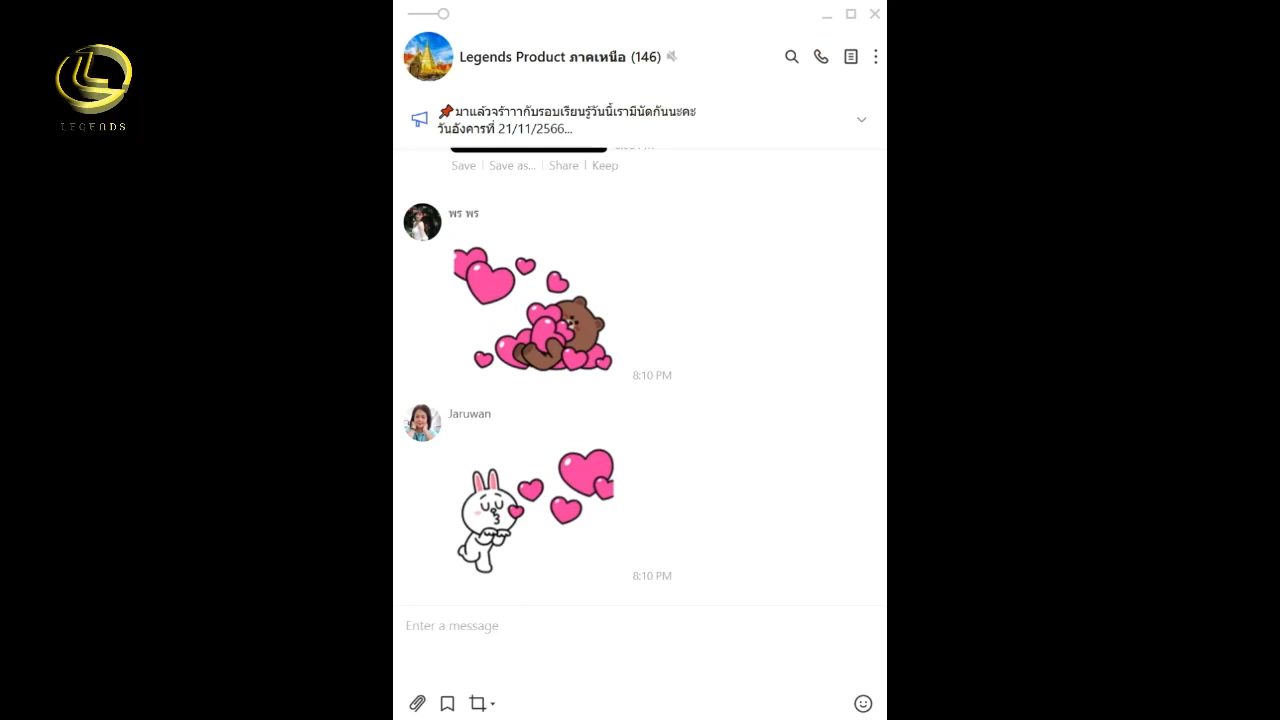 LEGENDS
Legends Product ภาคเหนือ (146)
📌มาแล้วจร้าาากับรอบเรียนรู้วันนี้เรามีนัดกันนะคะ
วันอังคารที่ 21/11/2566...
Save | Save as... | Share | Keep
พร พร
8:10 PM
Jaruwan
8:10 PM
Enter a message